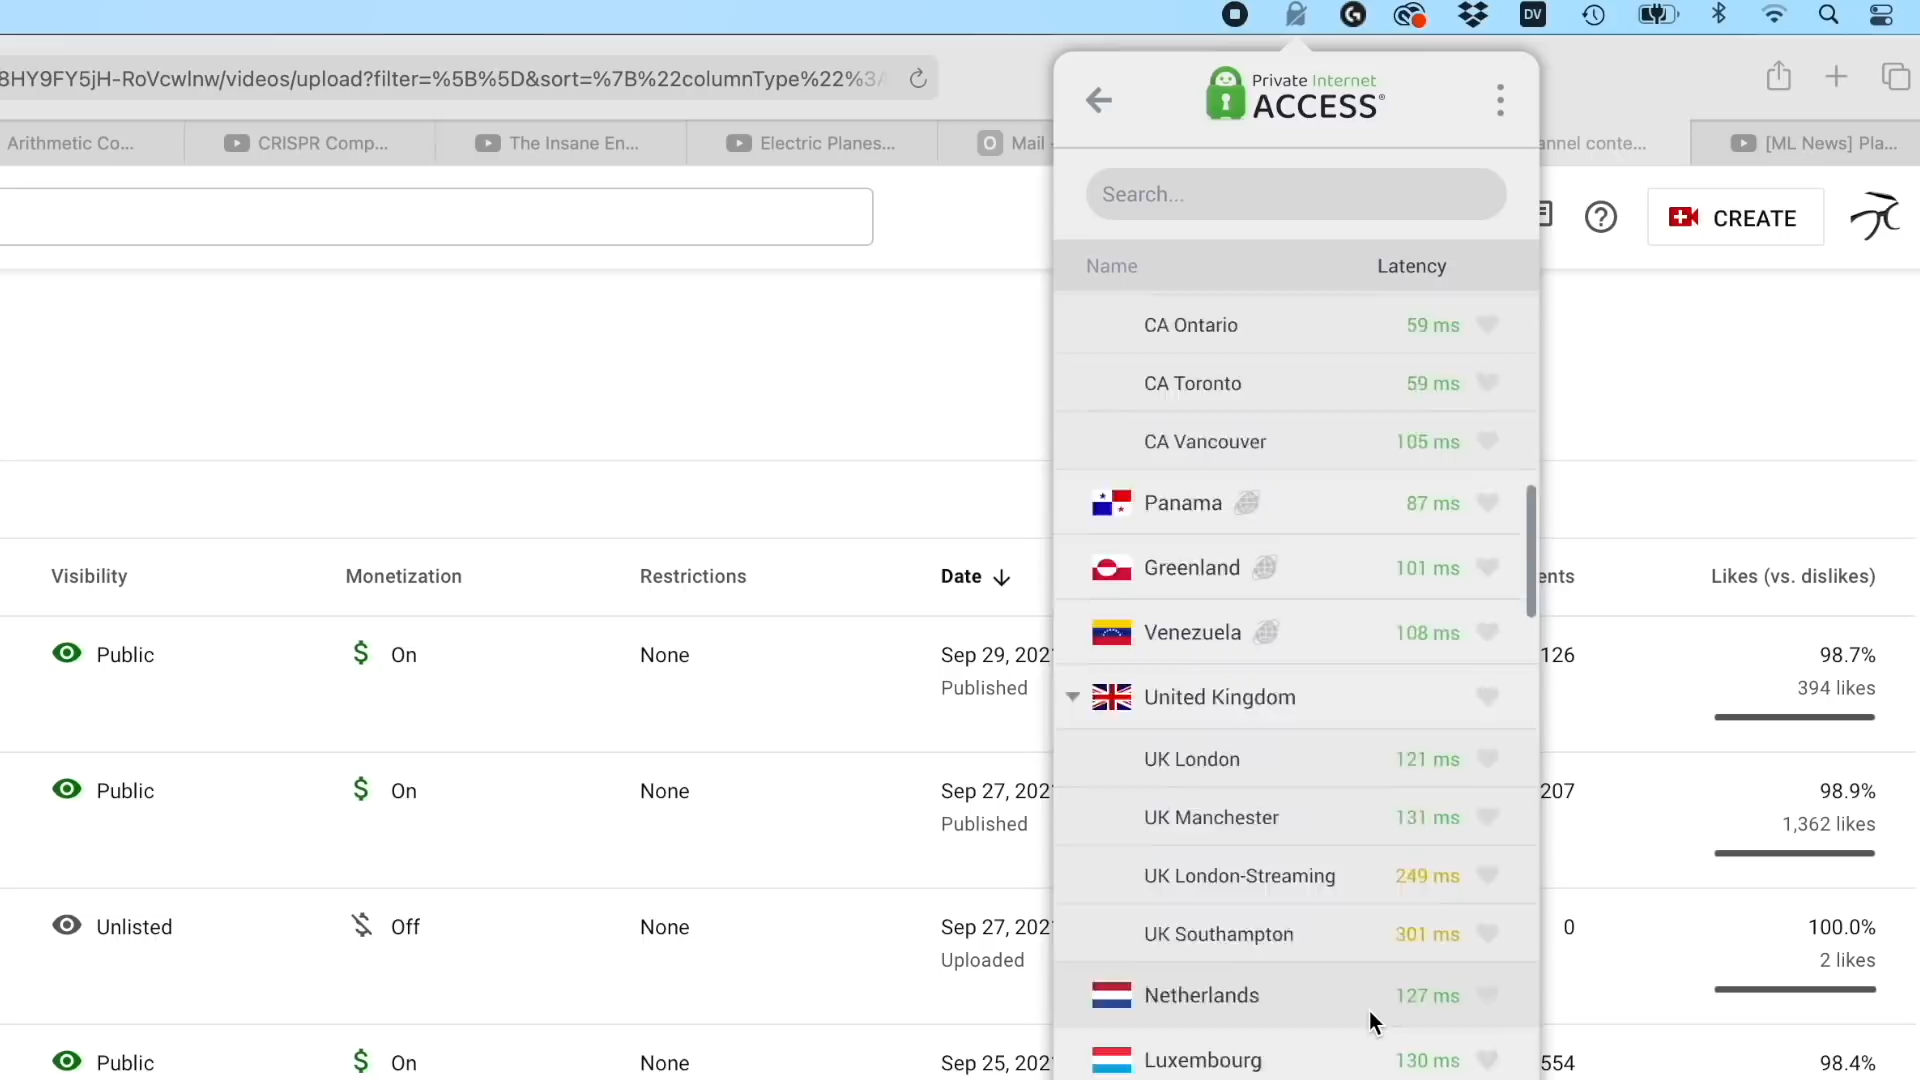 DV
8HY9FY5jH-RoVcwlnw/videos/upload?filter=%5B%5D&sort=%7B%22columnType%22%3
Arithmetic Co...
CRISPR Comp...
The Insane En...
Electric Planes...
Mail
annel conte...
[ML News] Pla...
Private Internet
ACCESS®
Search...
CREATE
Name Latency
CA Ontario 59 ms
CA Toronto 59 ms
CA Vancouver 105 ms
Panama 87 ms
Greenland 101 ms
Venezuela 108 ms
United Kingdom
UK London 121 ms
UK Manchester 131 ms
UK London-Streaming 249 ms
UK Southampton 301 ms
Netherlands 127 ms
Luxembourg 130 ms
Visibility Monetization Restrictions Date ents Likes (vs. dislikes)
Public On None Sep 29, 202 126 98.7%
Published 394 likes
Public On None Sep 27, 202 207 98.9%
Published 1,362 likes
Unlisted Off None Sep 27, 202 0 100.0%
Uploaded 2 likes
Public On None Sep 25, 202 554 98.4%